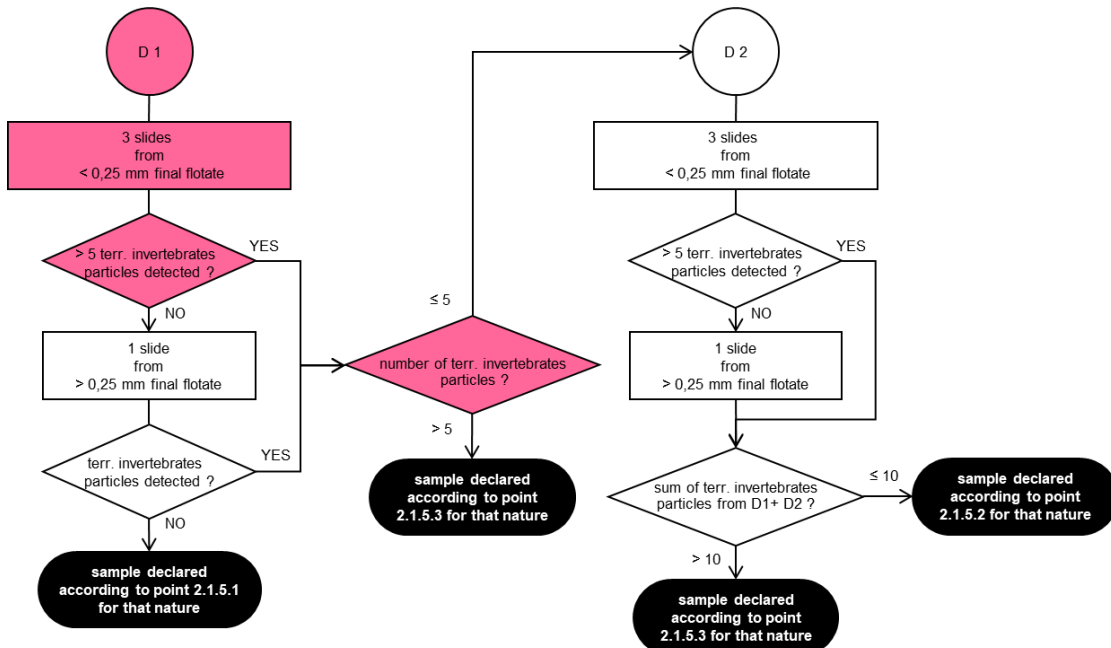 D 1
3 slides
from
< 0,25 mm final flotate
> 5 terr. invertebrates
particles detected ?
YES
NO
1 slide
from
> 0,25 mm final flotate
terr. invertebrates
particles detected ?
YES
NO
sample declared
according to point 2.1.5.1
for that nature
≤ 5
number of terr. invertebrates
particles ?
> 5
sample declared
according to point
2.1.5.3 for that nature
D 2
3 slides
from
< 0,25 mm final flotate
> 5 terr. invertebrates
particles detected ?
YES
NO
1 slide
from
> 0,25 mm final flotate
sum of terr. invertebrates
particles from D1+ D2 ?
≤ 10
sample declared
according to point
2.1.5.2 for that nature
> 10
sample declared
according to point
2.1.5.3 for that nature